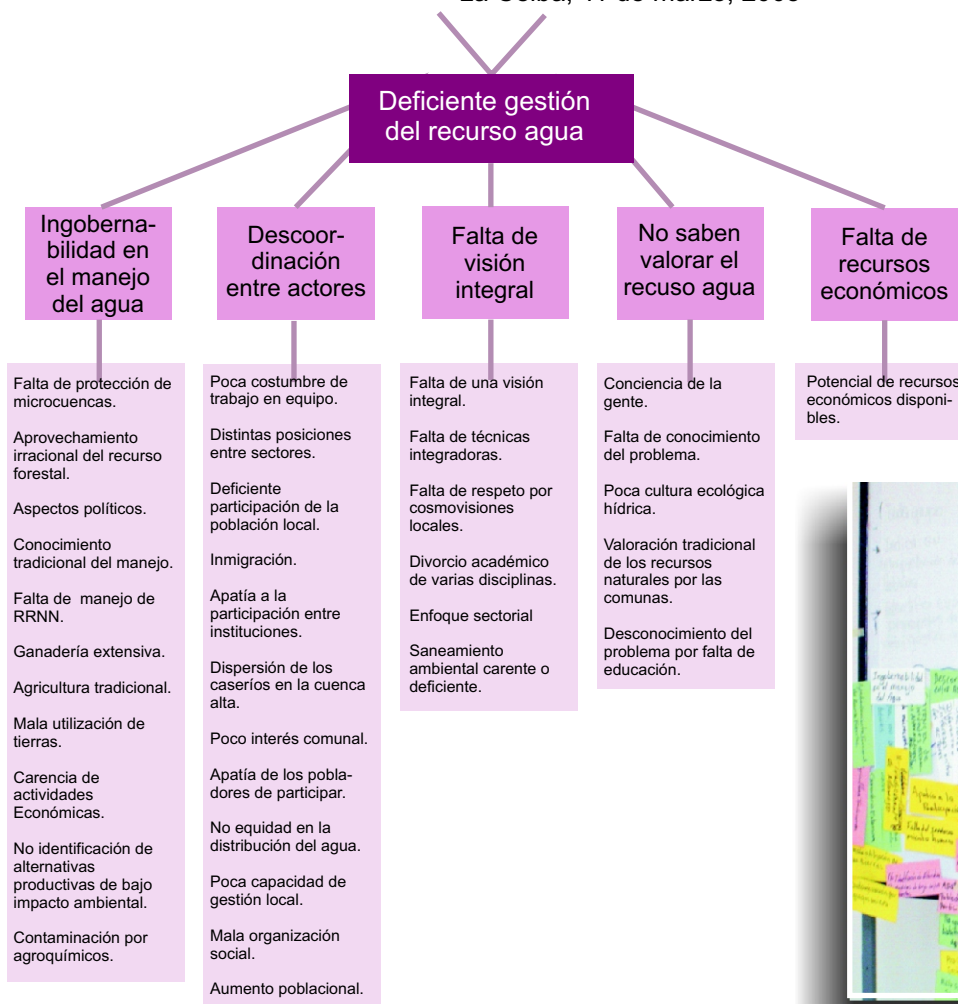 Deficiente gestión
del recurso agua
Ingoberna-
bilidad en
el manejo
del agua
Descoor-
dinación
entre actores
Falta de
visión
integral
No saben
valorar el
recuso agua
Falta de
recursos
económicos
Falta de protección de
microcuencas.
Aprovechamiento
irracional del recurso
forestal.
Aspectos políticos.
Conocimiento
tradicional del manejo.
Falta de manejo de
RRNN.
Ganadería extensiva.
Agricultura tradicional.
Mala utilización de
tierras.
Carencia de
actividades
Económicas.
No identificación de
alternativas
productivas de bajo
impacto ambiental.
Contaminación por
agroquímicos.
Poca costumbre de
trabajo en equipo.
Distintas posiciones
entre sectores.
Deficiente
participación de la
población local.
Inmigración.
Apatía a la
participación entre
instituciones.
Dispersión de los
caseríos en la cuenca
alta.
Poco interés comunal.
Apatía de los pobla-
dores de participar.
No equidad en la
distribución del agua.
Poca capacidad de
gestión local.
Mala organización
social.
Aumento poblacional.
Falta de una visión
integral.
Falta de técnicas
integradoras.
Falta de respeto por
cosmovisiones
locales.
Divorcio académico
de varias disciplinas.
Enfoque sectorial
Saneamiento
ambiental carente o
deficiente.
Conciencia de la
gente.
Falta de conocimiento
del problema.
Poca cultura ecológica
hídrica.
Valoración tradicional
de los recursos
naturales por las
comunas.
Desconocimiento del
problema por falta de
educación.
Potencial de recursos
económicos disponi-
bles.
Ingobernabilidad
en el manejo
del Agua